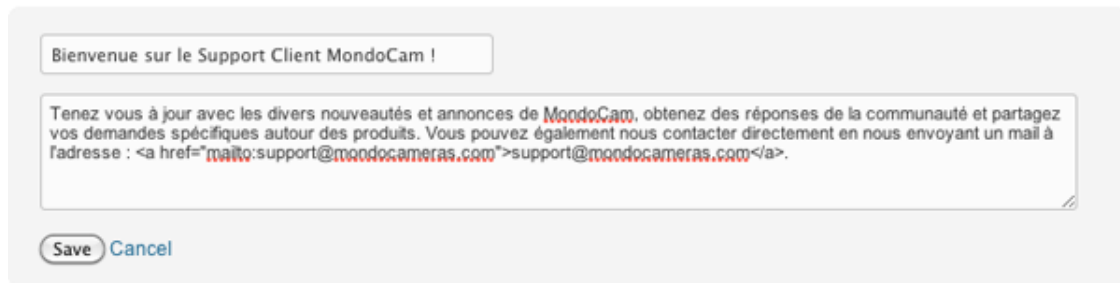 Bienvenue sur le Support Client MondoCam !
Tenez vous à jour avec les divers nouveautés et annonces de MondoCam, obtenez des réponses de la communauté et partagez
vos demandes spécifiques autour des produits. Vous pouvez également nous contacter directement en nous envoyant un mail à
l'adresse : <a href="mailto:support@mondocameras.com">support@mondocameras.com</a>.
Save Cancel